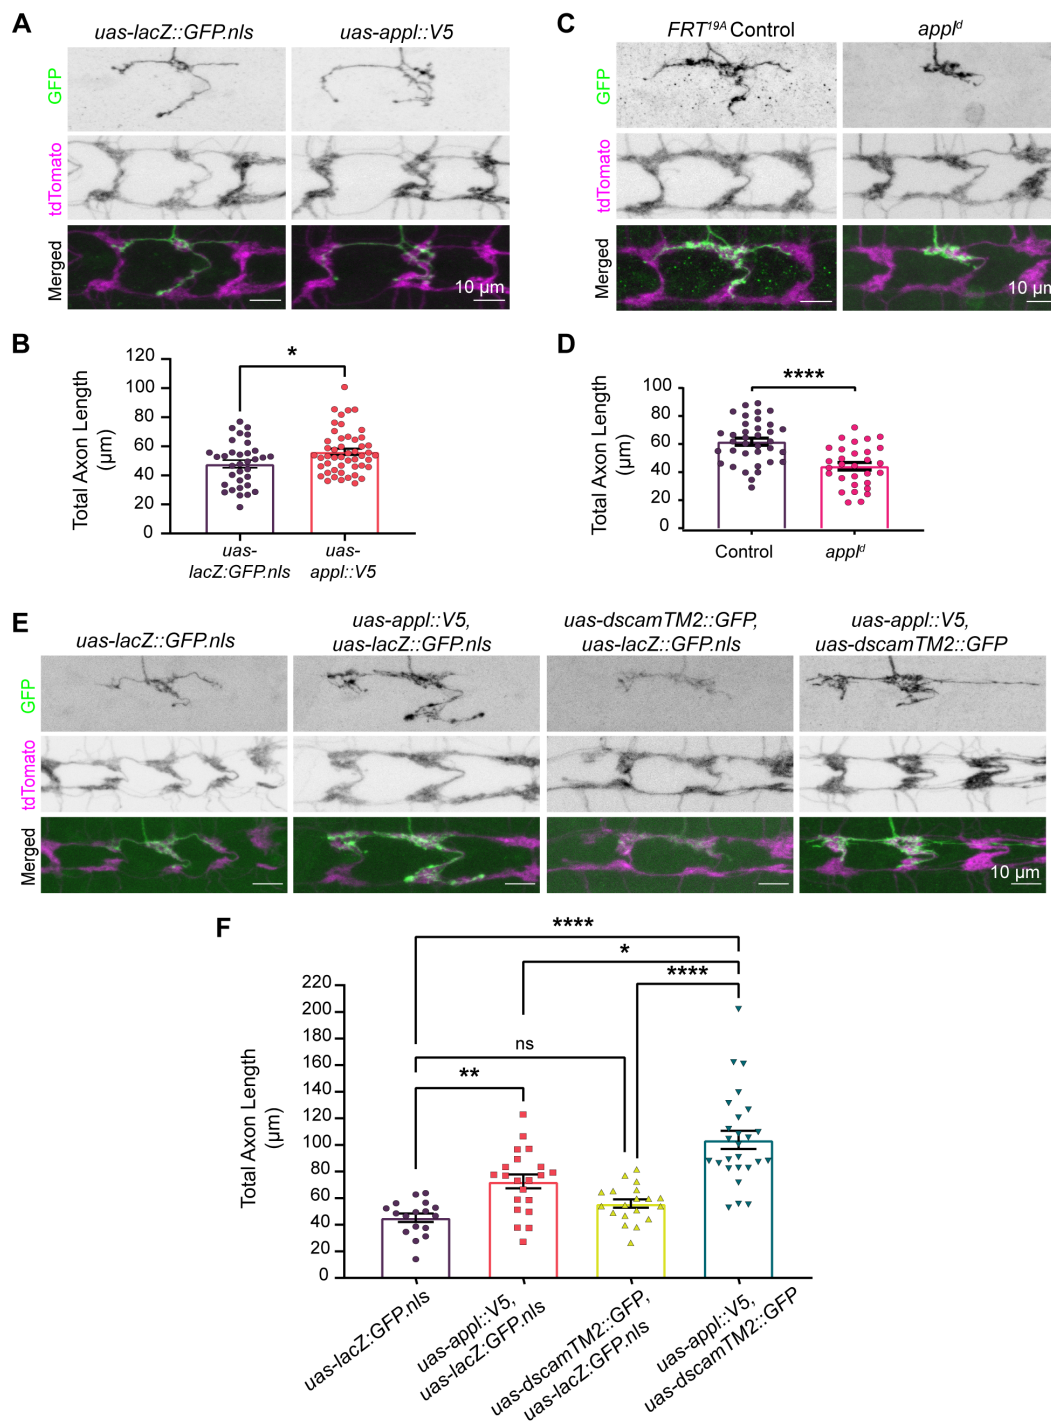 A
uas-lacZ::GFP.nls
uas-appl::V5
GFP
tdTomato
Merged
10 µm
B
Total Axon Length
(µm)
120
100
80
60
40
20
0
*
uas-
lacZ:GFP.nls
uas-
appl::V5
C
FRT19A Control
appld
GFP
tdTomato
Merged
10 µm
D
Total Axon Length
(µm)
100
80
60
40
20
0
****
Control
appld
E
uas-lacZ::GFP.nls
uas-appl::V5,
uas-lacZ::GFP.nls
uas-dscamTM2::GFP,
uas-lacZ::GFP.nls
uas-appl::V5,
uas-dscamTM2::GFP
GFP
tdTomato
Merged
10 µm
F
Total Axon Length
(µm)
220
200
180
160
140
120
100
80
60
40
20
0
****
*
****
ns
**
uas-lacZ:GFP.nls
uas-appl::V5,
uas-lacZ:GFP.nls
uas-dscamTM2::GFP,
uas-lacZ:GFP.nls
uas-appl::V5,
uas-dscamTM2::GFP